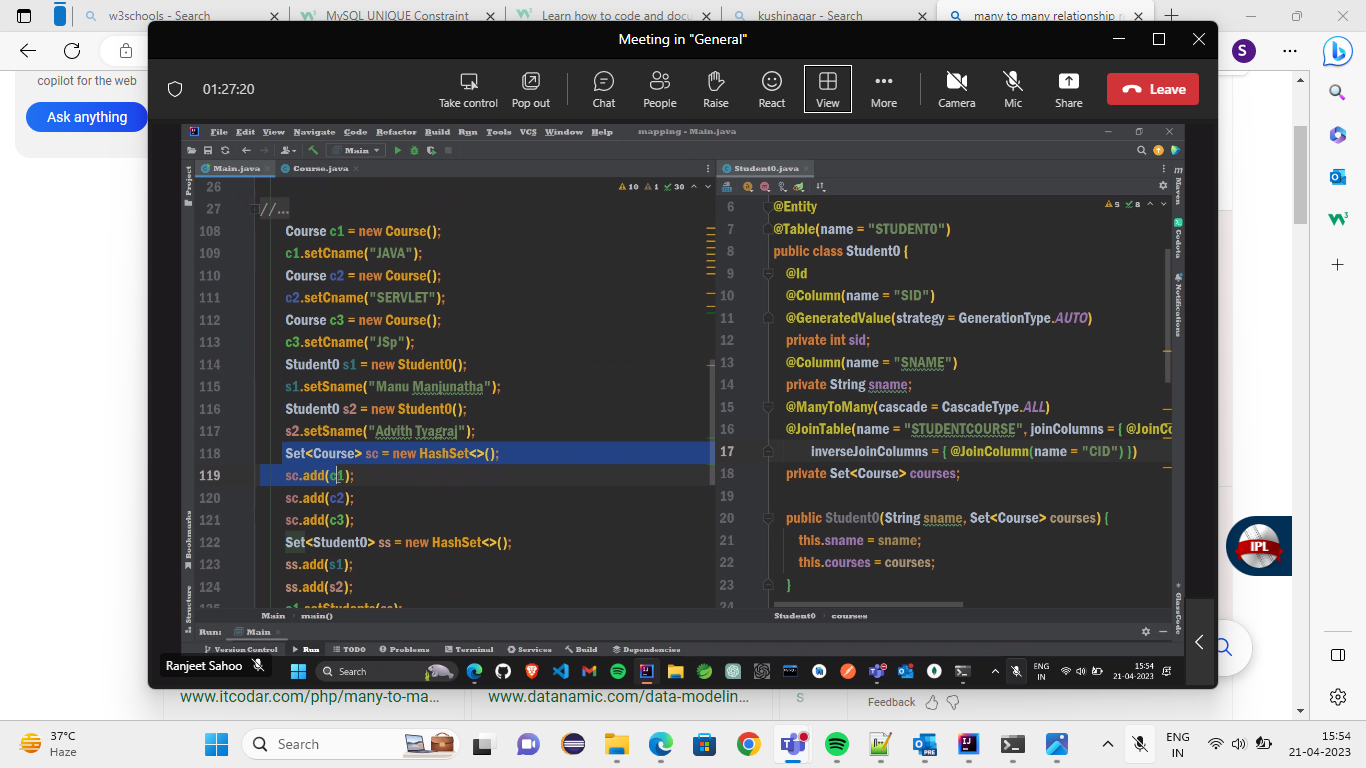 w3schools - Search
MySQL UNIQUE Constraint
Learn how to code and docu
kushinagar - Search
many to many relationship r
Meeting in "General"
S
copilot for the web
Ask anything
01:27:20
Take control
Pop out
Chat
People
Raise
React
View
More
Camera
Mic
Share
Leave
File Edit View Navigate Code Refactor Build Run Tools VCS Window Help
mapping - Main.java
Main
Project
Main.java
Course.java
Student0.java
Maven
Codota
Notifications
10 1 30
26
27 //...
108 Course c1 = new Course();
109 c1.setCname("JAVA");
110 Course c2 = new Course();
111 c2.setCname("SERVLET");
112 Course c3 = new Course();
113 c3.setCname("JSp");
114 Student0 s1 = new Student0();
115 s1.setSname("Manu Manjunatha");
116 Student0 s2 = new Student0();
117 s2.setSname("Advith Tyagraj");
118 Set<Course> sc = new HashSet<>();
119 sc.add(c1);
120 sc.add(c2);
121 sc.add(c3);
122 Set<Student0> ss = new HashSet<>();
123 ss.add(s1);
124 ss.add(s2);
9 8
6 @Entity
7 @Table(name = "STUDENT0")
8 public class Student0 {
9 @Id
10 @Column(name = "SID")
11 @GeneratedValue(strategy = GenerationType.AUTO)
12 private int sid;
13 @Column(name = "SNAME")
14 private String sname;
15 @ManyToMany(cascade = CascadeType.ALL)
16 @JoinTable(name = "STUDENTCOURSE", joinColumns = { @JoinCo
17 inverseJoinColumns = { @JoinColumn(name = "CID") })
18 private Set<Course> courses;
19
20 public Student0(String sname, Set<Course> courses) {
21 this.sname = sname;
22 this.courses = courses;
23 }
24
Bookmarks
Structure
GlassCode
Main main()
Student0 courses
Run: Main
Version Control Run TODO Problems Terminal Services Build Dependencies
Ranjeet Sahoo
Search
ENG
IN
15:54
21-04-2023
IPL
www.itcodar.com/php/many-to-ma...
www.datanamic.com/data-modelin...
s
Feedback
37°C
Haze
Search
ENG
IN
15:54
21-04-2023